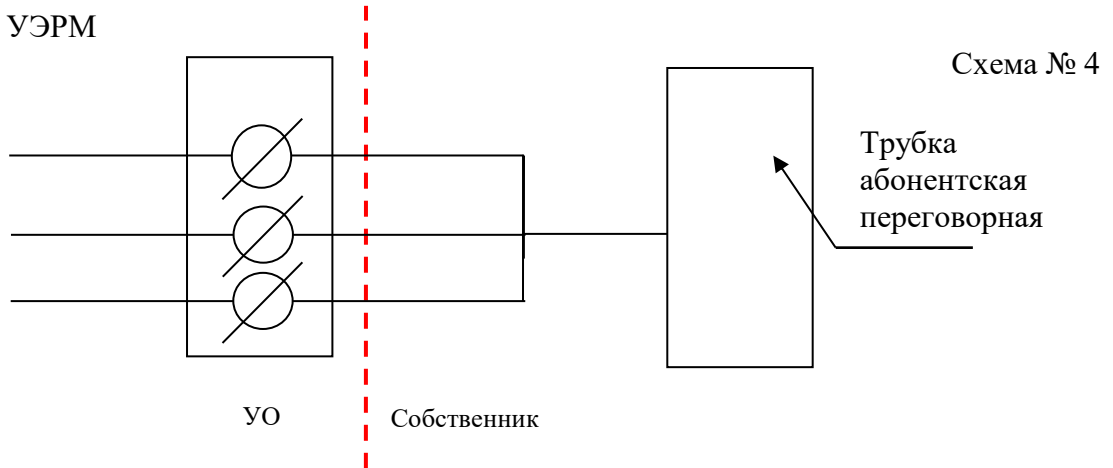 УЭРМ
Схема № 4
Трубка
абонентская
переговорная
УО
Собственник